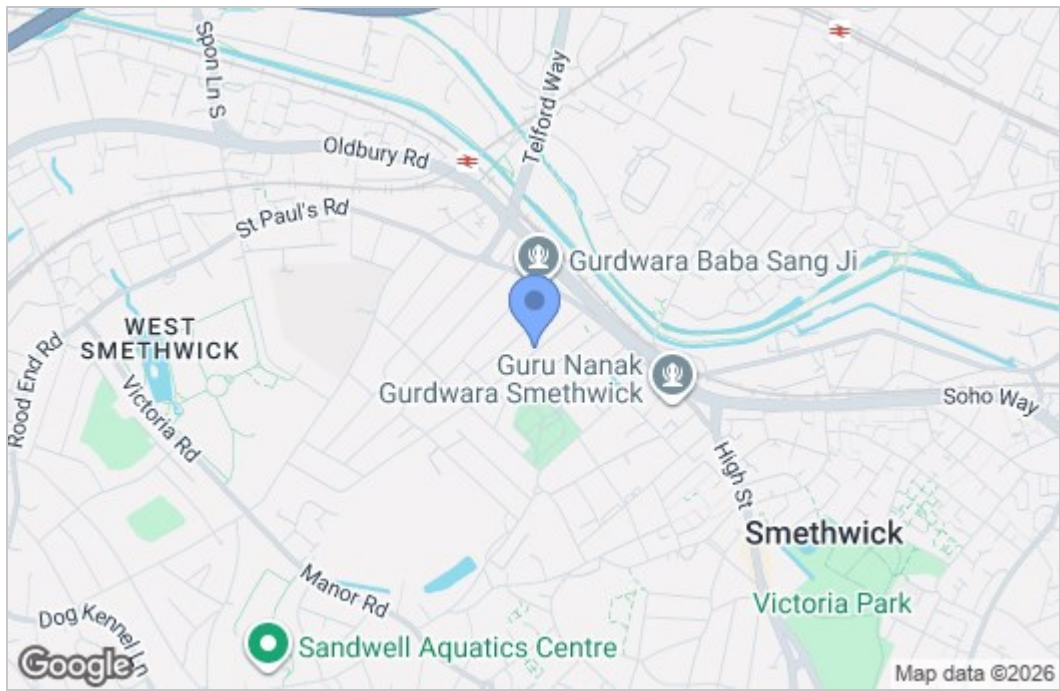 Spon Ln S
Telford Way
Oldbury Rd
St Paul's Rd
Gurdwara Baba Sang Ji
WEST
SMETHWICK
Rood End Rd
Victoria Rd
Guru Nanak
Gurdwara Smethwick
Soho Way
High St
Smethwick
Manor Rd
Victoria Park
Dog Kennel Ln
Sandwell Aquatics Centre
Google
Map data ©2026